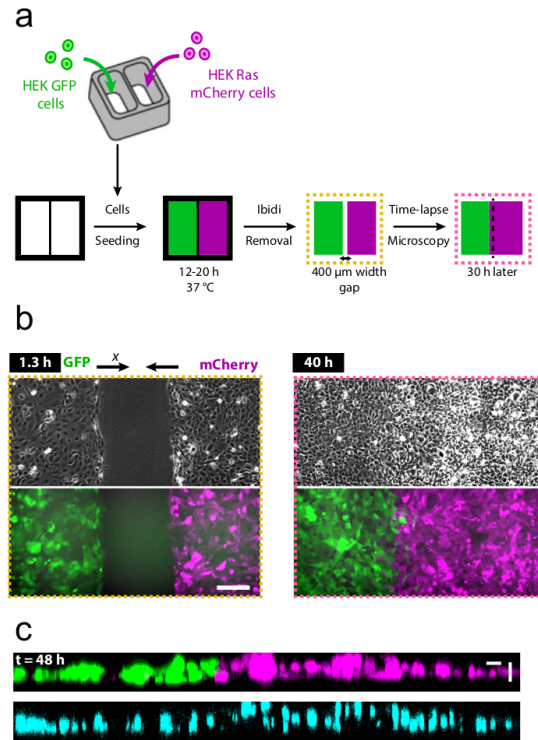 a
HEK GFP
cells
HEK Ras
mCherry cells
Cells
Seeding
Ibidi
Removal
Time-lapse
Microscopy
12-20 h
37 °C
400 µm width
gap
30 h later
b
1.3 h GFP x mCherry
40 h
c
t = 48 h